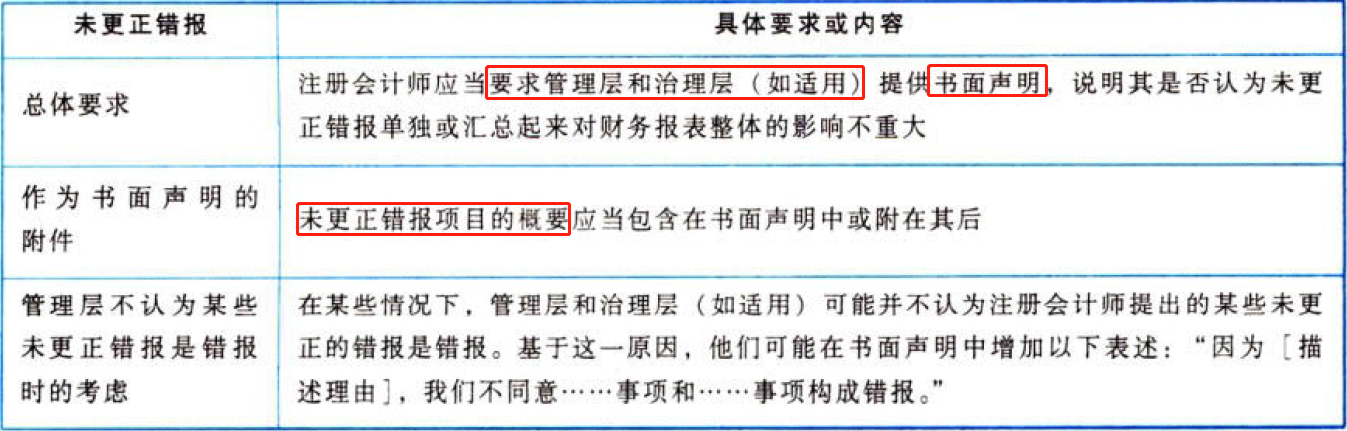 未更正错报
具体要求或内容
总体要求
注册会计师应当要求管理层和治理层（如适用）提供书面声明，说明其是否认为未更
正错报单独或汇总起来对财务报表整体的影响不重大
作为书面声明的
附件
未更正错报项目的概要应当包含在书面声明中或附在其后
管理层不认为某些
未更正错报是错报
时的考虑
在某些情况下，管理层和治理层（如适用）可能并不认为注册会计师提出的某些未更
正的错报是错报。基于这一原因，他们可能在书面声明中增加以下表述：“因为［描
述理由］，我们不同意……事项和……事项构成错报。”